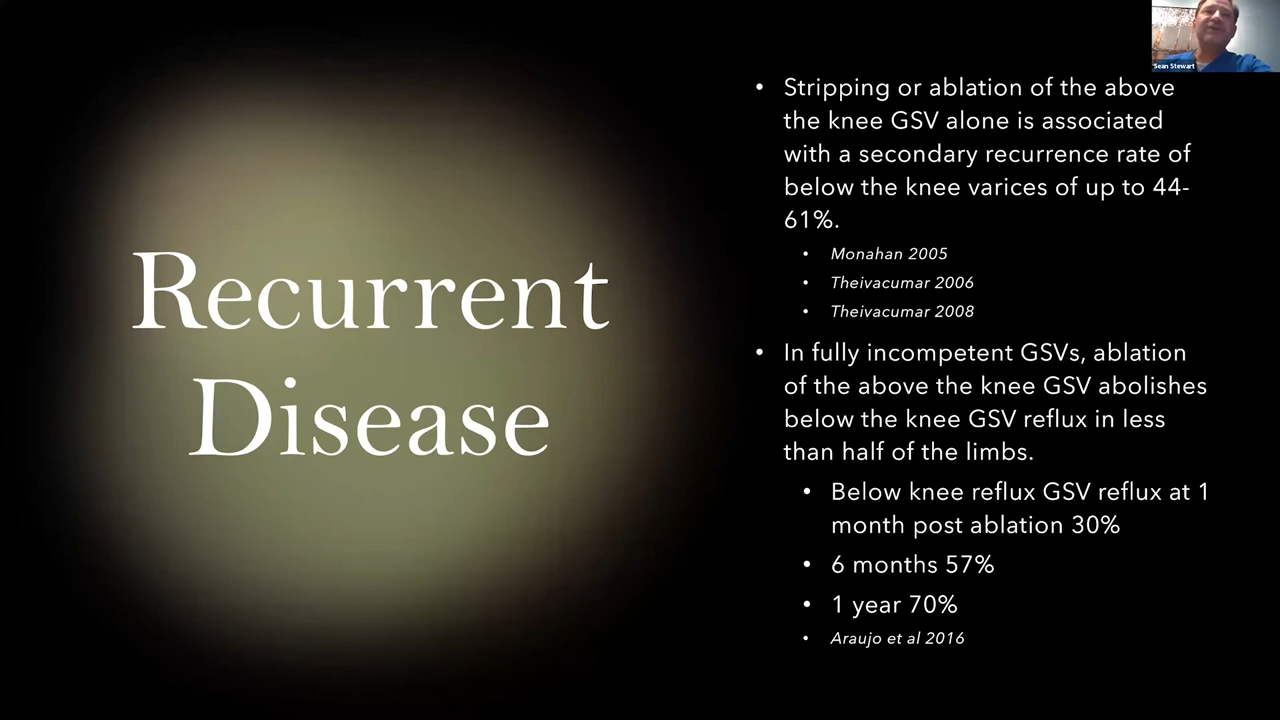 Sean Stewart
Recurrent
Disease
• Stripping or ablation of the above
the knee GSV alone is associated
with a secondary recurrence rate of
below the knee varices of up to 44-
61%.
• Monahan 2005
• Theivacumar 2006
• Theivacumar 2008
• In fully incompetent GSVs, ablation
of the above the knee GSV abolishes
below the knee GSV reflux in less
than half of the limbs.
• Below knee reflux GSV reflux at 1
month post ablation 30%
• 6 months 57%
• 1 year 70%
• Araujo et al 2016